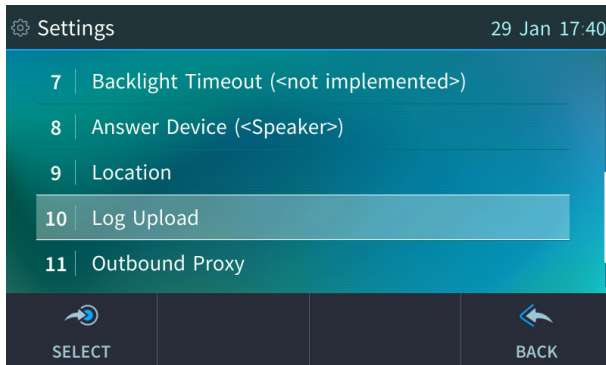 Settings 29 Jan 17:40
7 Backlight Timeout (<not implemented>)
8 Answer Device (<Speaker>)
9 Location
10 Log Upload
11 Outbound Proxy
SELECT BACK